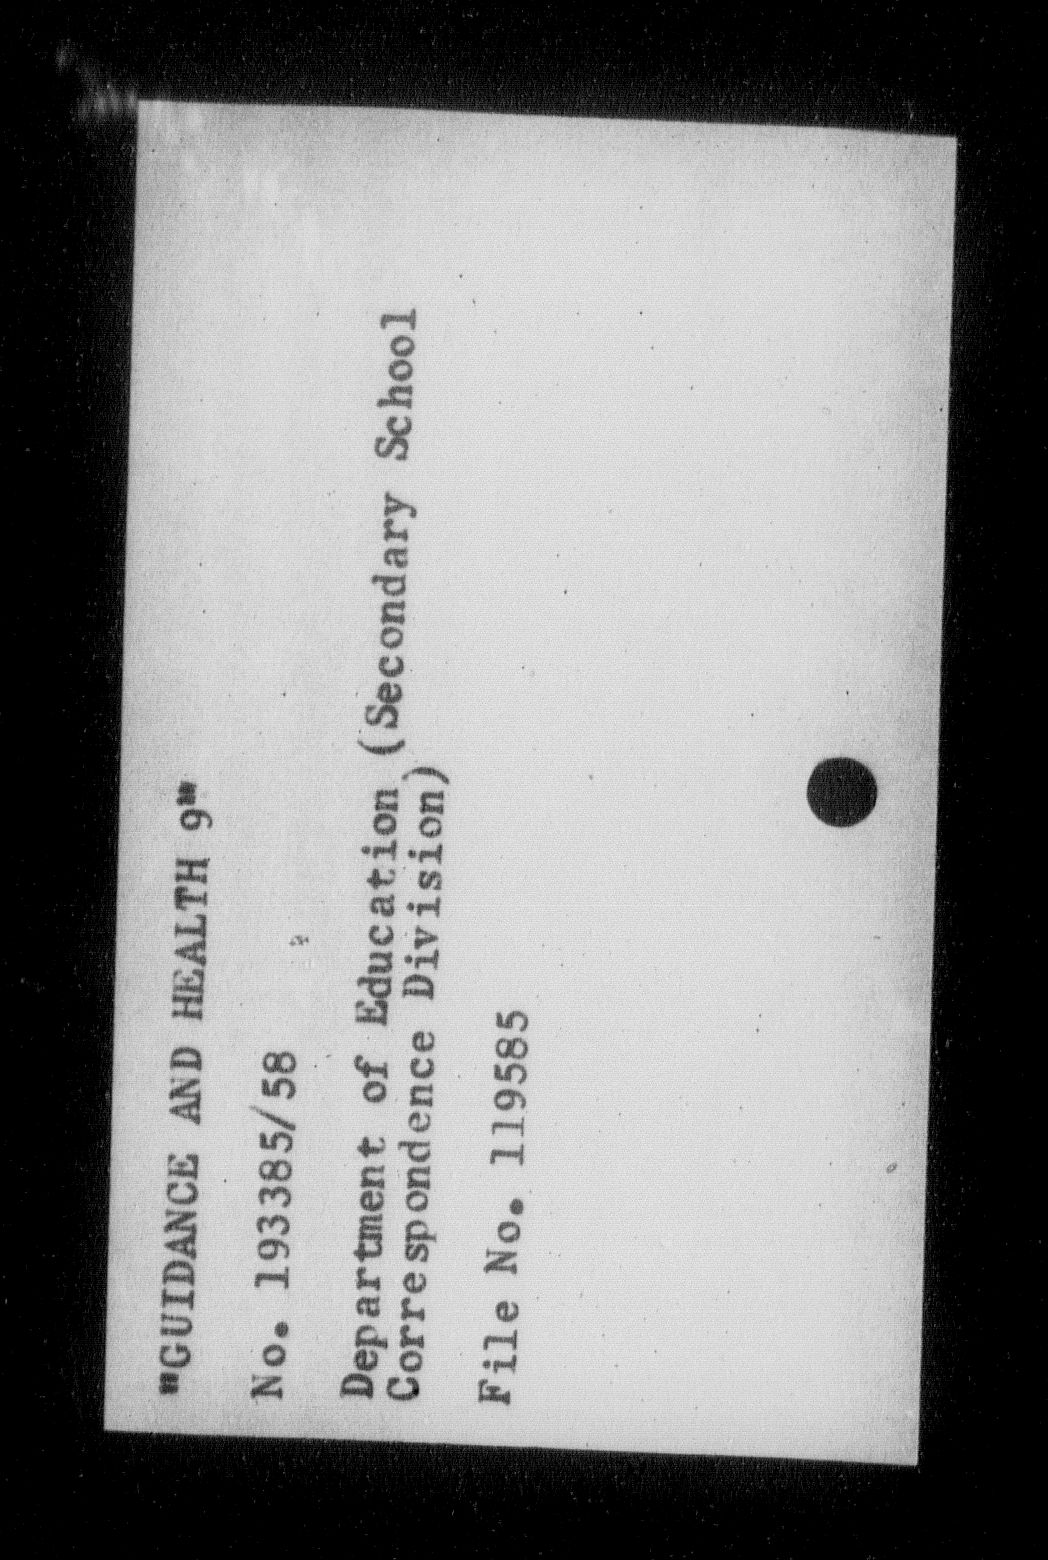 "GUIDANCE AND HEALTH 9"
No. 193385/58
Department of Education (Secondary School
Correspondence Division)
File No. 119585